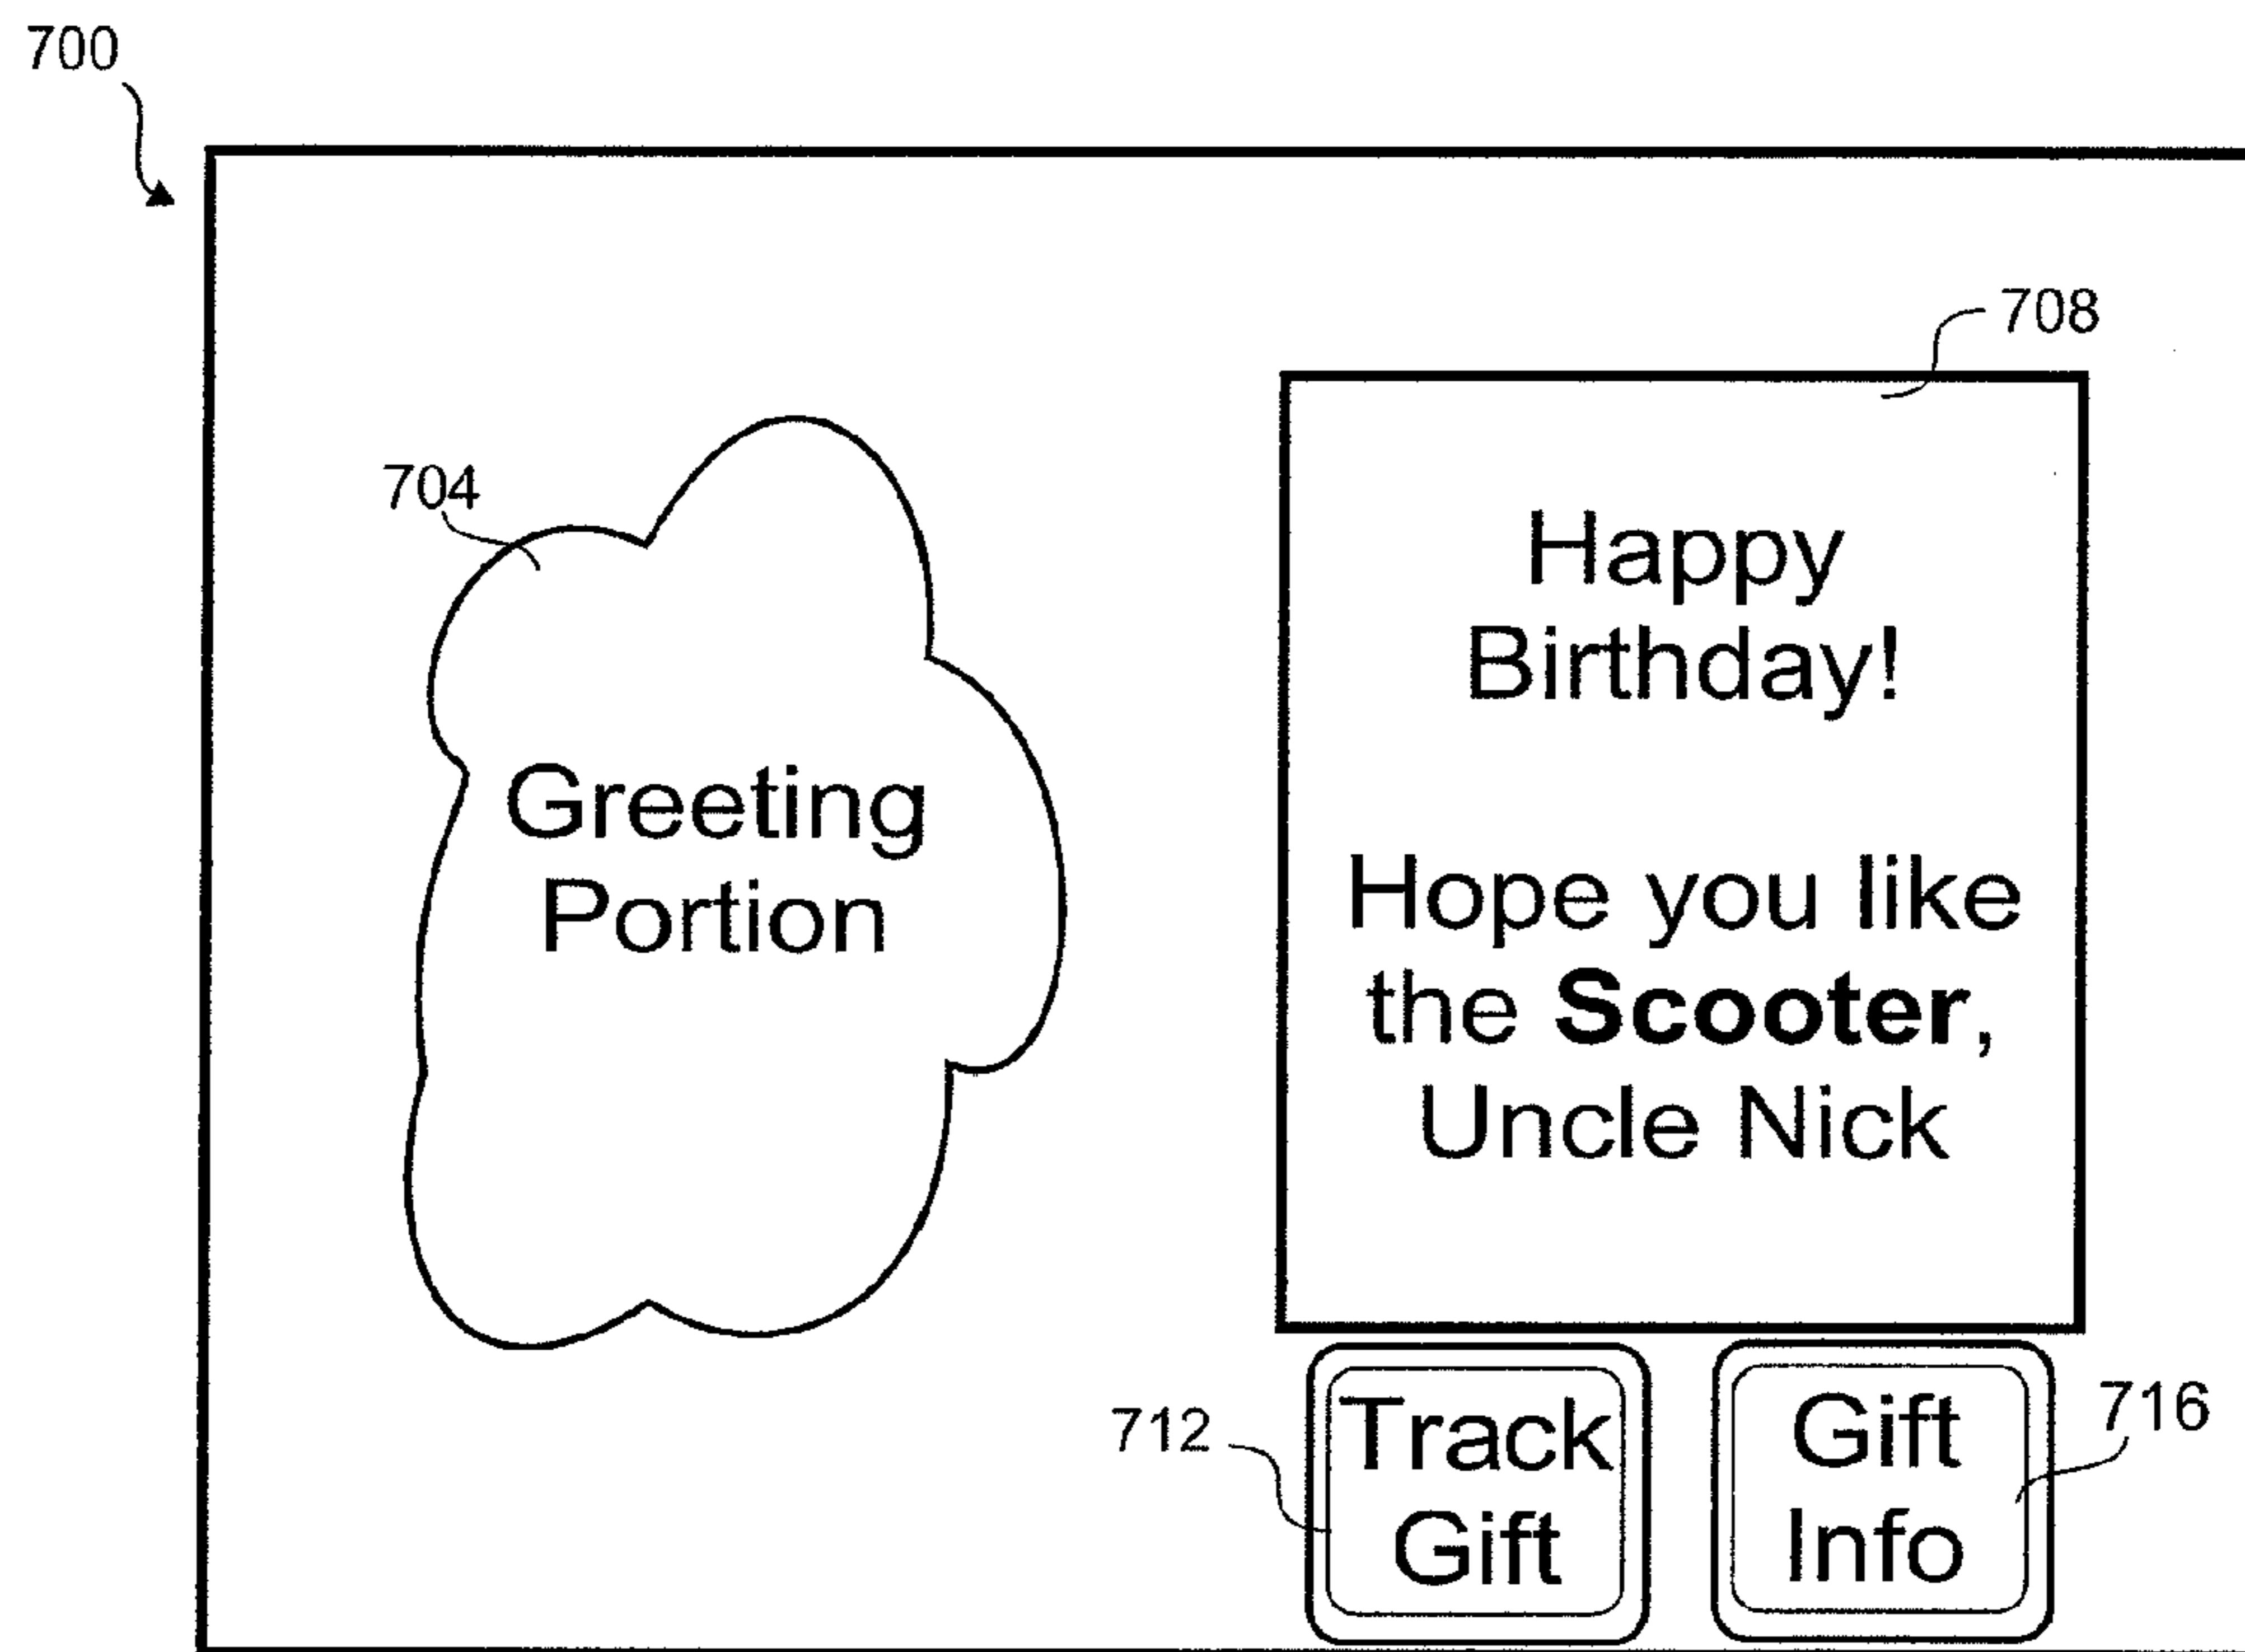 700
708
704
Happy
Birthday!
Greeting
Portion
Hope you like
the Scooter,
Uncle Nick
712
Track
Gift
Gift
Info
716